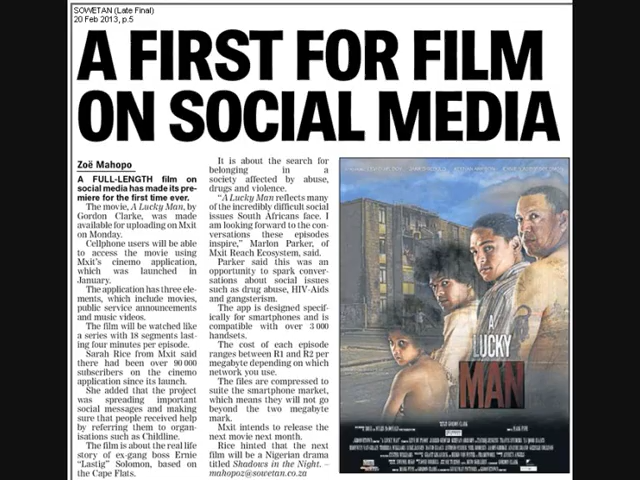 SOWETAN (Late Final)
20 Feb 2013, p.5
A FIRST FOR FILM
ON SOCIAL MEDIA
Zoë Mahopo
A FULL-LENGTH film on
social media has made its pre-
miere for the first time ever.
The movie, A Lucky Man, by
Gordon Clarke, was made
available for uploading on Mxit
on Monday.
Cellphone users will be able
to access the movie using
Mxit's cinema application,
which was launched in
January.
The application has three ele-
ments, which include movies,
public service announcements
and music videos.
The film will be watched like
a series with 18 segments last-
ing four minutes per episode.
Sarah Rice from Mxit said
there had been over 90 000
subscribers on the cinema
application since its launch.
She added that the project
was spreading important
social messages and making
sure that people received help
by referring them to organ-
isations such as Childline.
The film is about the real life
story of ex-gang boss Ernie
"Lastig" Solomon, based on
the Cape Flats.
It is about the search for
belonging in a
society affected by abuse,
drugs and violence.
"A Lucky Man reflects many
of the incredibly difficult social
issues South Africans face. I
am looking forward to the con-
versations these episodes
inspire," Marlon Parker, of
Mxit Reach Ecosystem, said.
Parker said this was an
opportunity to spark conver-
sations about social issues
such as drug abuse, HIV-Aids
and gangsterism.
The app is designed specif-
ically for smartphones and is
compatible with over 3 000
handsets.
The cost of each episode
ranges between R1 and R2 per
megabyte depending on which
network you use.
The files are compressed to
suite the smartphone market,
which means they will not go
beyond the two megabyte
mark.
Mxit intends to release the
next movie next month.
Rice hinted that the next
film will be a Nigerian drama
titled Shadows in the Night. –
mahopoz@sowetan.co.za
A
LUCKY
MAN